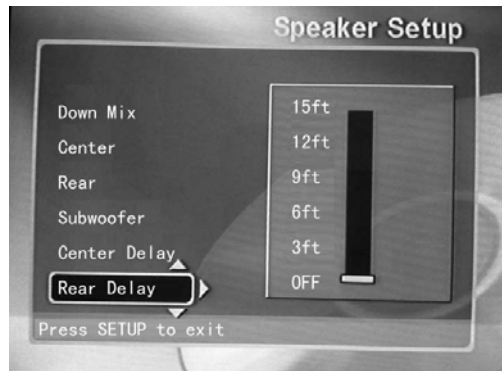 Speaker Setup
Down Mix
Center
Rear
Subwoofer
Center Delay
Rear Delay
15ft
12ft
9ft
6ft
3ft
OFF
Press SETUP to exit